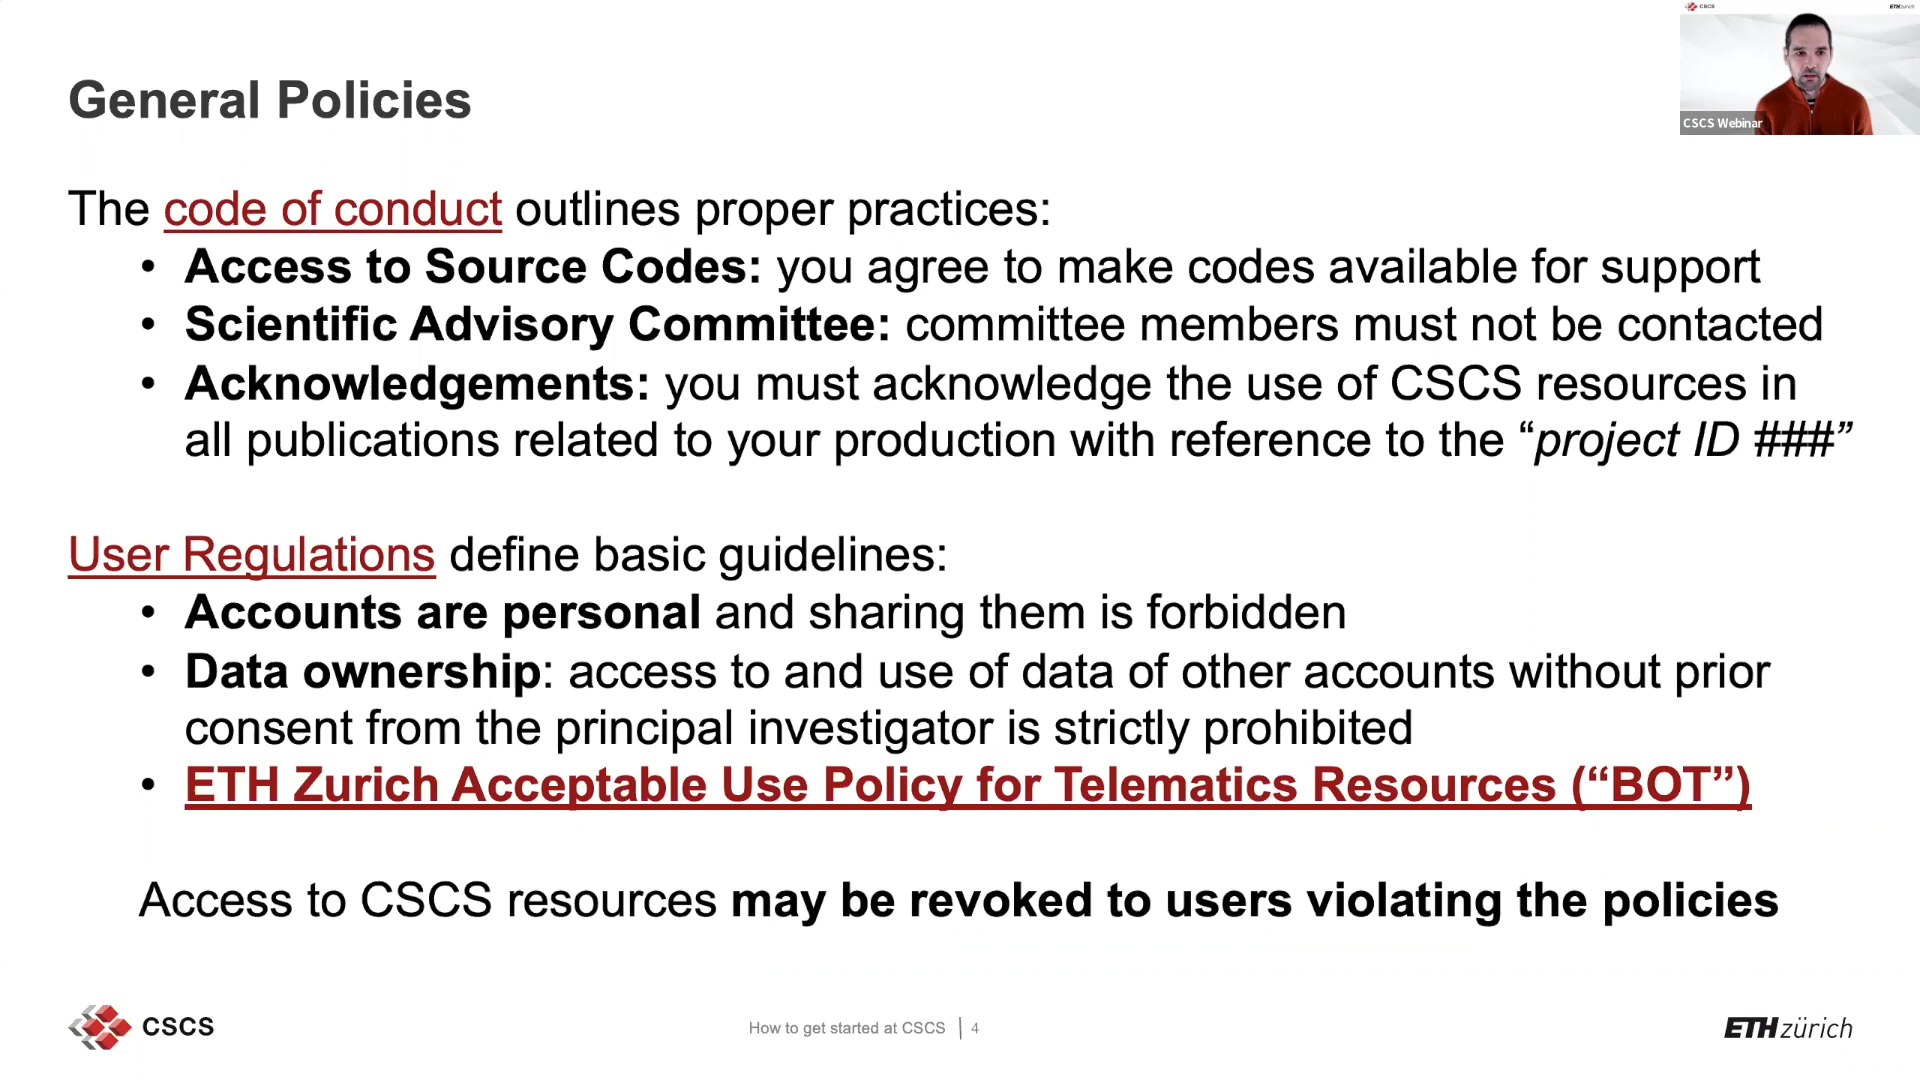 CSCS
ETH zürich
CSCS Webinar
General Policies
The code of conduct outlines proper practices:
• Access to Source Codes: you agree to make codes available for support
• Scientific Advisory Committee: committee members must not be contacted
• Acknowledgements: you must acknowledge the use of CSCS resources in
all publications related to your production with reference to the “project ID ###”
User Regulations define basic guidelines:
• Accounts are personal and sharing them is forbidden
• Data ownership: access to and use of data of other accounts without prior
consent from the principal investigator is strictly prohibited
• ETH Zurich Acceptable Use Policy for Telematics Resources (“BOT”)
Access to CSCS resources may be revoked to users violating the policies
CSCS
How to get started at CSCS | 4
ETH zürich